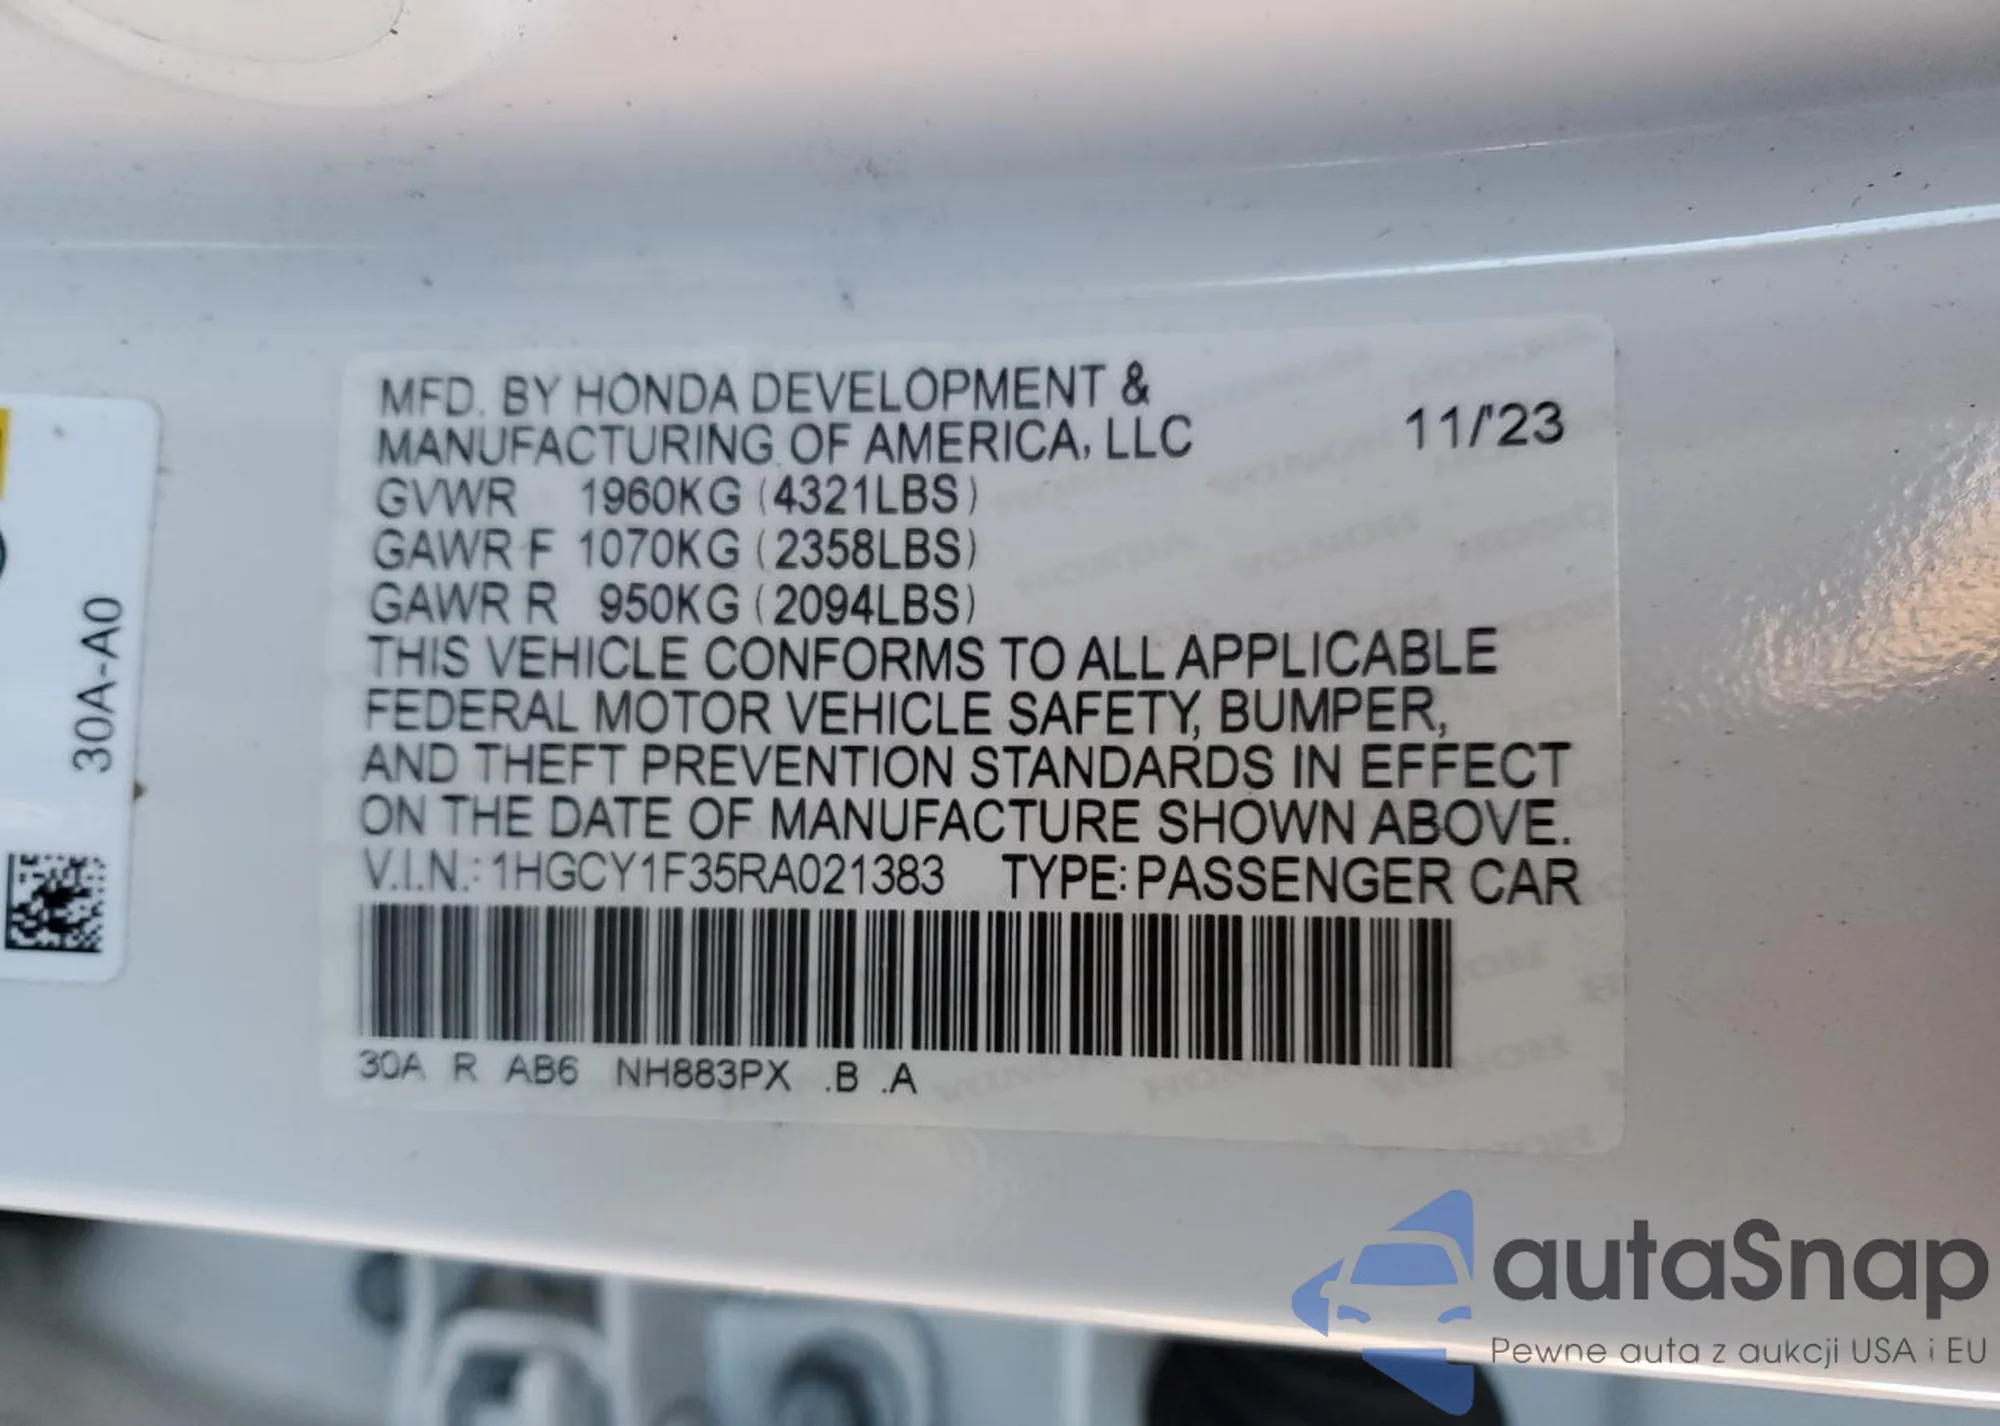 MFD. BY HONDA DEVELOPMENT &
MANUFACTURING OF AMERICA, LLC
11/'23
GVWR 1960KG (4321LBS)
GAWR F 1070KG (2358LBS)
GAWR R 950KG (2094LBS)
THIS VEHICLE CONFORMS TO ALL APPLICABLE
FEDERAL MOTOR VEHICLE SAFETY, BUMPER,
AND THEFT PREVENTION STANDARDS IN EFFECT
ON THE DATE OF MANUFACTURE SHOWN ABOVE.
V.I.N.: 1HGCY1F35RA021383 TYPE: PASSENGER CAR
30A R AB6 NH883PX .B .A
30A-A0
autaSnap
Pewne auta z aukcji USA i EU